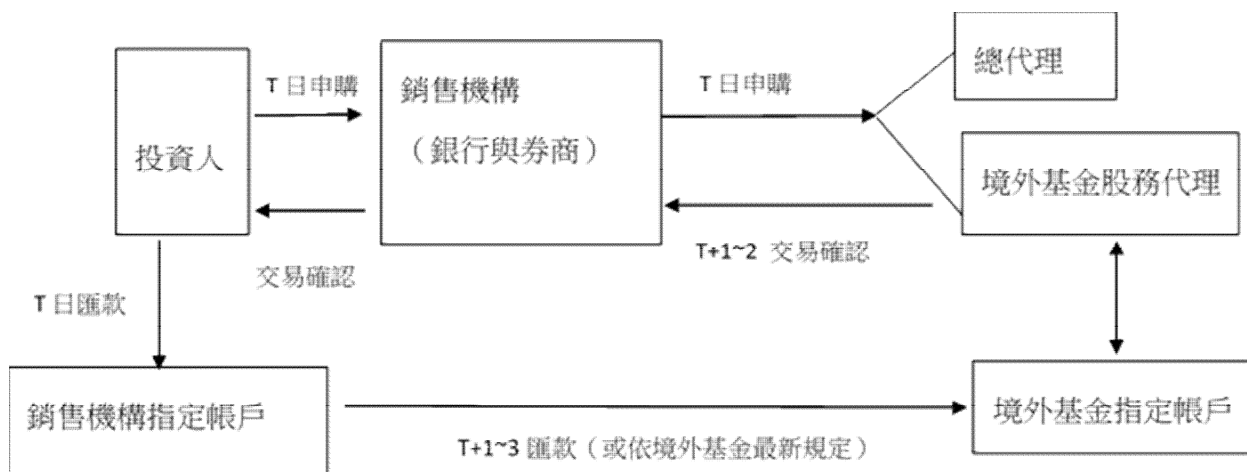 總代理
T 日申購
銷售機構
（銀行與券商）
T 日申購
投資人
境外基金股務代理
交易確認
T+1~2 交易確認
T 日匯款
銷售機構指定帳戶
T+1~3 匯款（或依境外基金最新規定）
境外基金指定帳戶